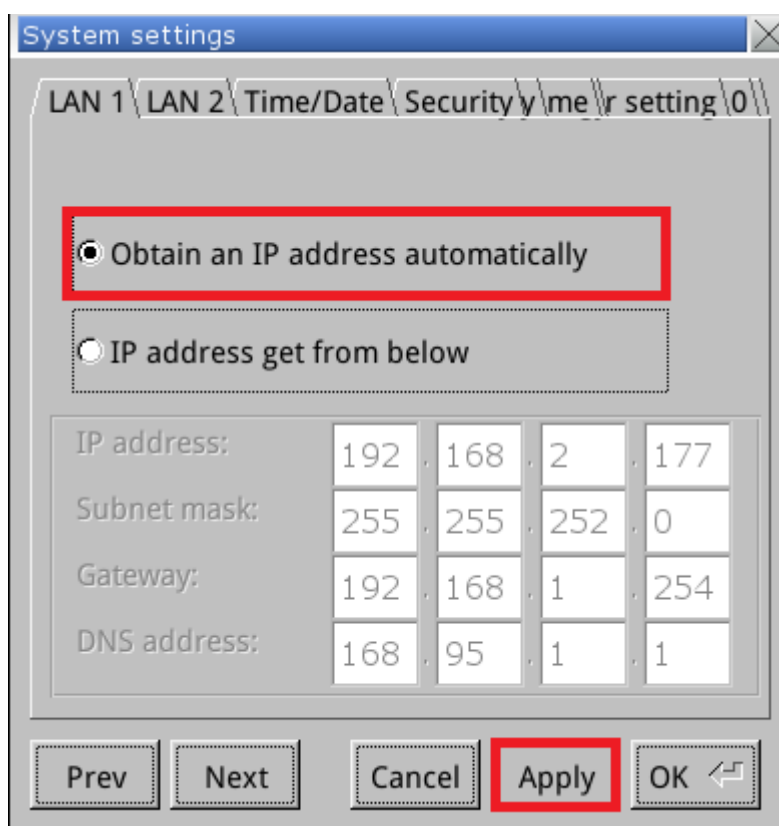 System settings
LAN 1 LAN 2 Time/Date Security y me r setting 0
Obtain an IP address automatically
IP address get from below
IP address: 192 . 168 . 2 . 177
Subnet mask: 255 . 255 . 252 . 0
Gateway: 192 . 168 . 1 . 254
DNS address: 168 . 95 . 1 . 1
Prev Next Cancel Apply OK